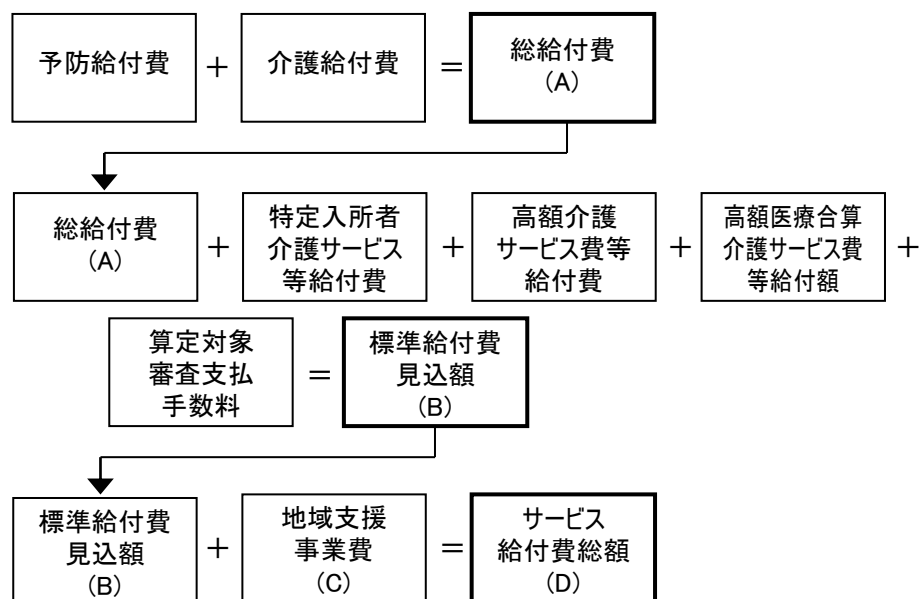 予防給付費 + 介護給付費 = 総給付費
(A)
総給付費
(A)
+
特定入所者
介護サービス
等給付費
+
高額介護
サービス費等
給付費
+
高額医療合算
介護サービス費
等給付額
+
算定対象
審査支払
手数料
=
標準給付費
見込額
(B)
標準給付費
見込額
(B)
+
地域支援
事業費
(C)
=
サービス
給付費総額
(D)